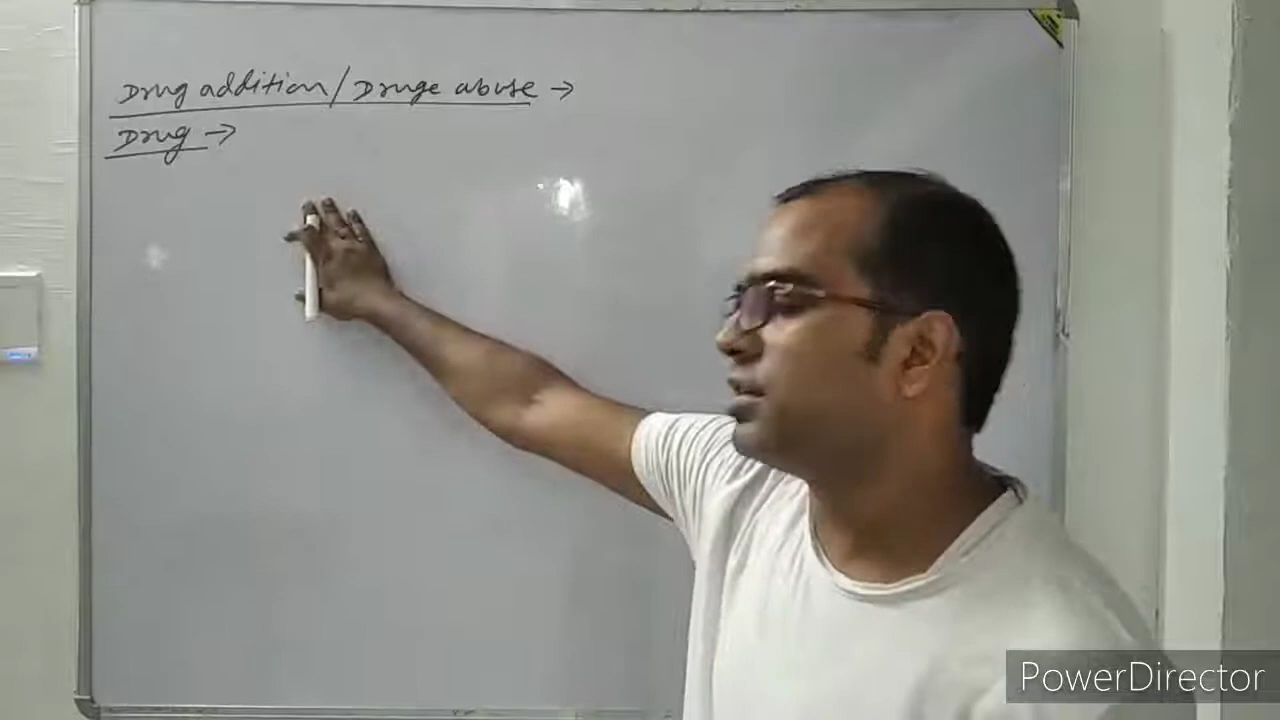 Drug addition/Druge abuse →
Drug →
PowerDirector